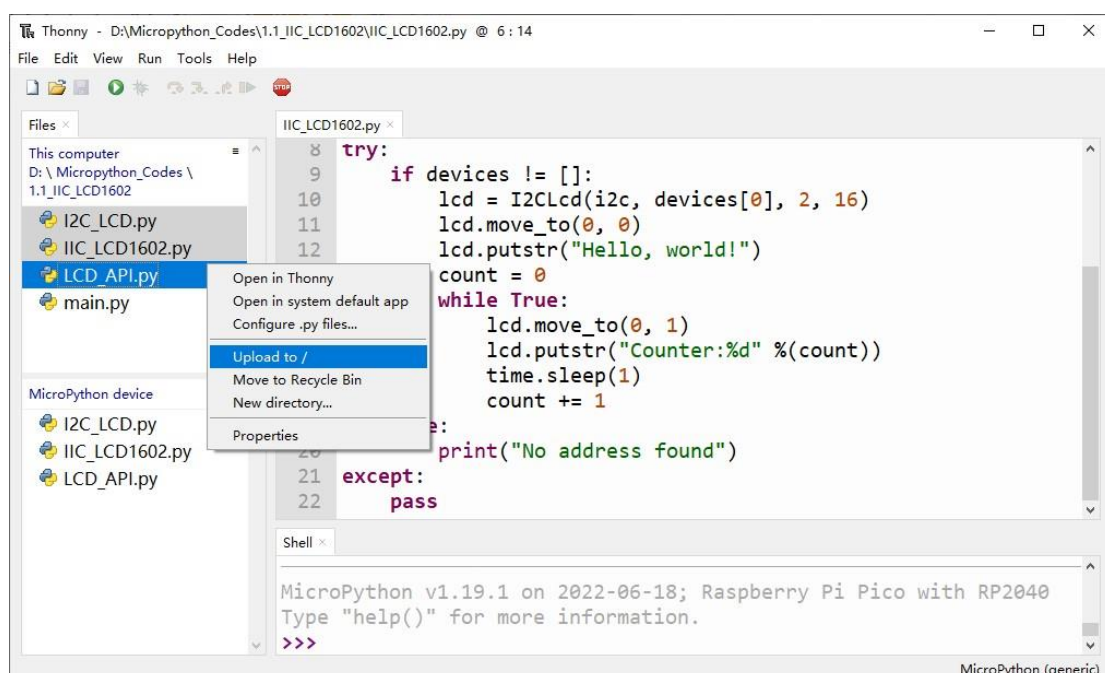 Thonny - D:\Micropython_Codes\1.1_IIC_LCD1602\IIC_LCD1602.py @ 6 : 14
File Edit View Run Tools Help
STOP
Files
This computer
D: \ Micropython_Codes \
1.1_IIC_LCD1602
I2C_LCD.py
IIC_LCD1602.py
LCD_API.py
main.py
MicroPython device
I2C_LCD.py
IIC_LCD1602.py
LCD_API.py
Open in Thonny
Open in system default app
Configure .py files...
Upload to /
Move to Recycle Bin
New directory...
Properties
IIC_LCD1602.py
8 try:
9 if devices != []:
10 lcd = I2CLcd(i2c, devices[0], 2, 16)
11 lcd.move_to(0, 0)
12 lcd.putstr("Hello, world!")
count = 0
while True:
lcd.move_to(0, 1)
lcd.putstr("Counter:%d" %(count))
time.sleep(1)
count += 1
e:
20 print("No address found")
21 except:
22 pass
Shell
MicroPython v1.19.1 on 2022-06-18; Raspberry Pi Pico with RP2040
Type "help()" for more information.
>>>
MicroPython (generic)